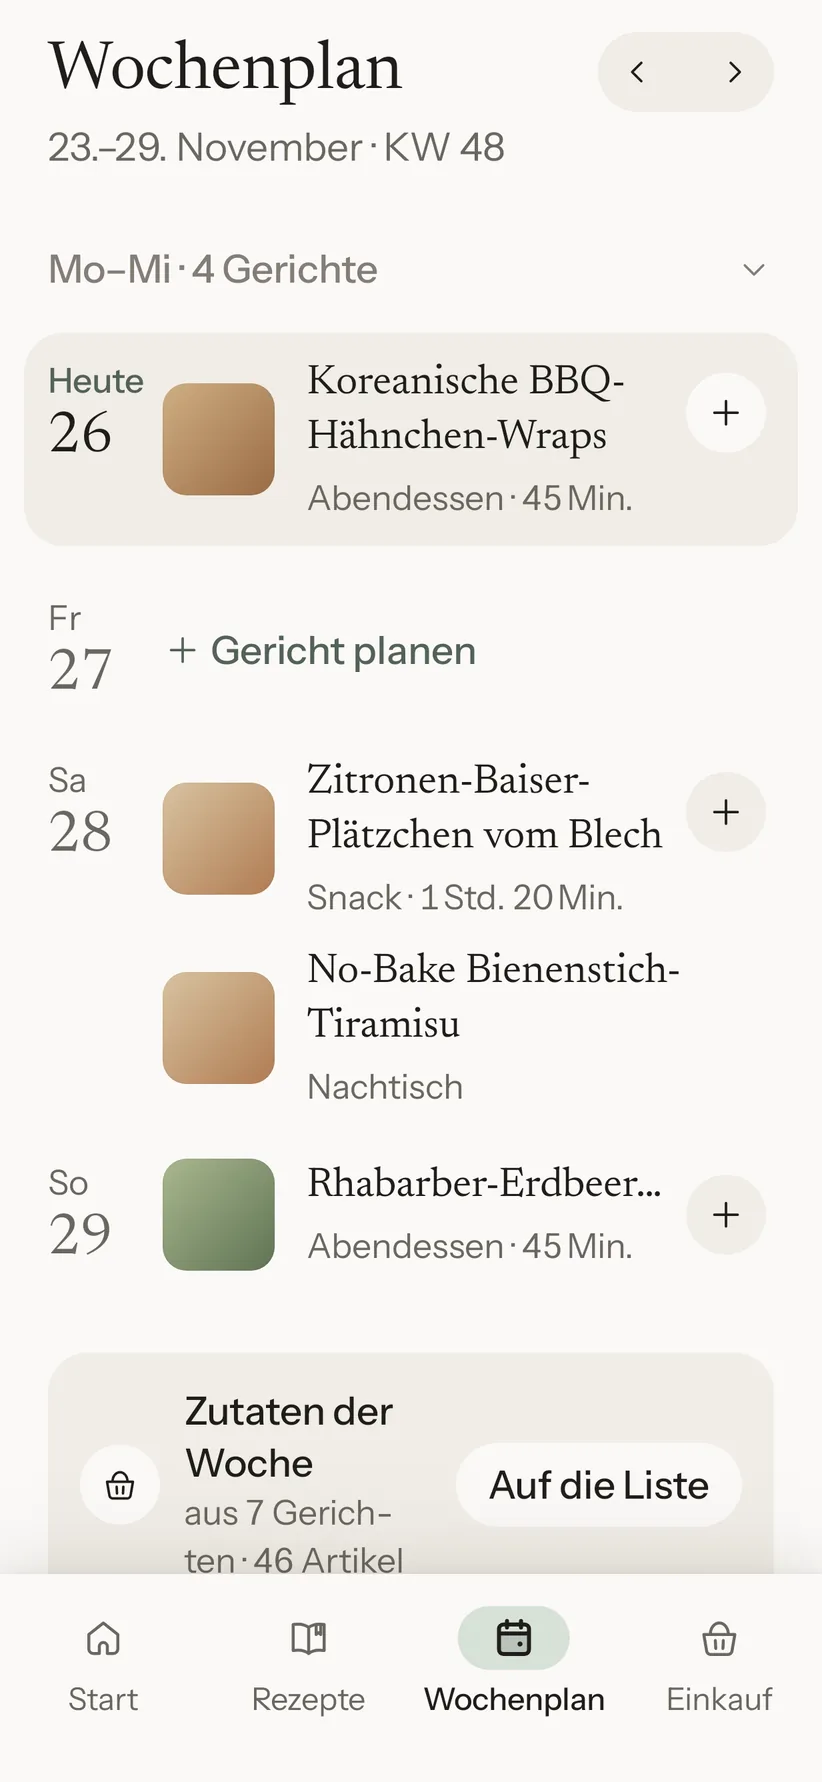 Wochenplan
23.–29. November · KW 48
Mo–Mi · 4 Gerichte
Heute
26
Koreanische BBQ-
Hähnchen-Wraps
Abendessen · 45 Min.
Fr
27
+ Gericht planen
Sa
28
Zitronen-Baiser-
Plätzchen vom Blech
Snack · 1 Std. 20 Min.
No-Bake Bienenstich-
Tiramisu
Nachtisch
So
29
Rhabarber-Erdbeer...
Abendessen · 45 Min.
Zutaten der
Woche
aus 7 Gerich-
ten · 46 Artikel
Auf die Liste
Start
Rezepte
Wochenplan
Einkauf